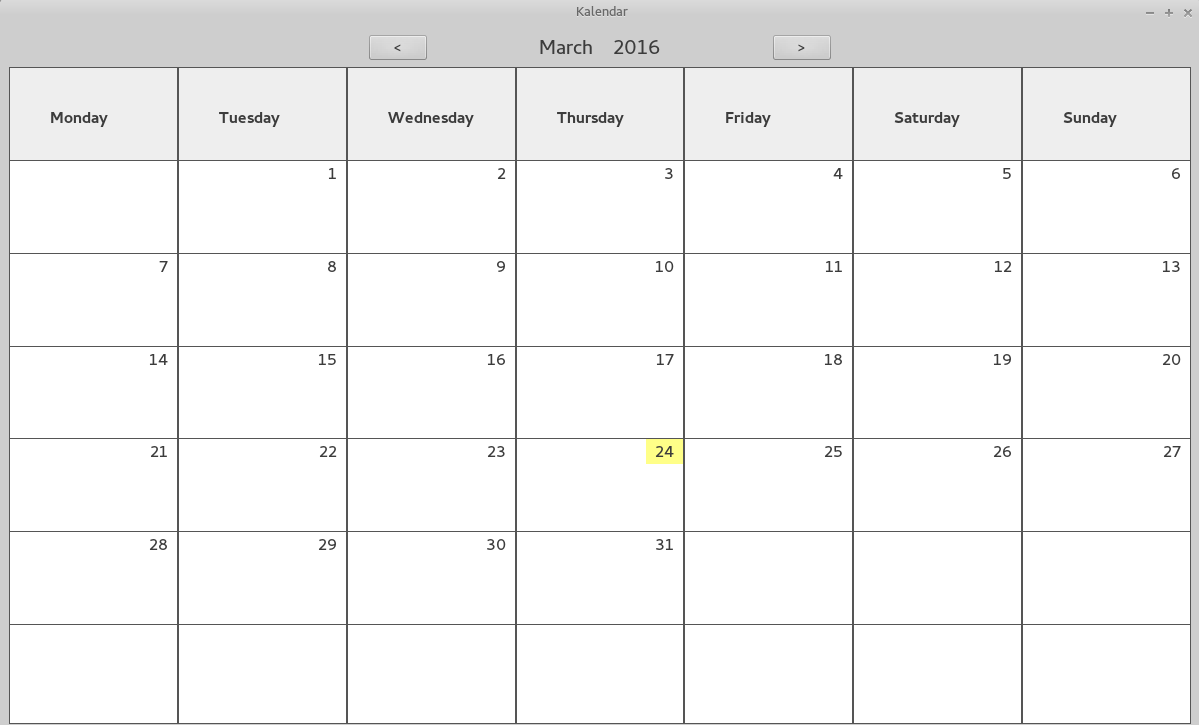 Kalendar
< March 2016 >
Monday Tuesday Wednesday Thursday Friday Saturday Sunday
1 2 3 4 5 6
7 8 9 10 11 12 13
14 15 16 17 18 19 20
21 22 23 24 25 26 27
28 29 30 31